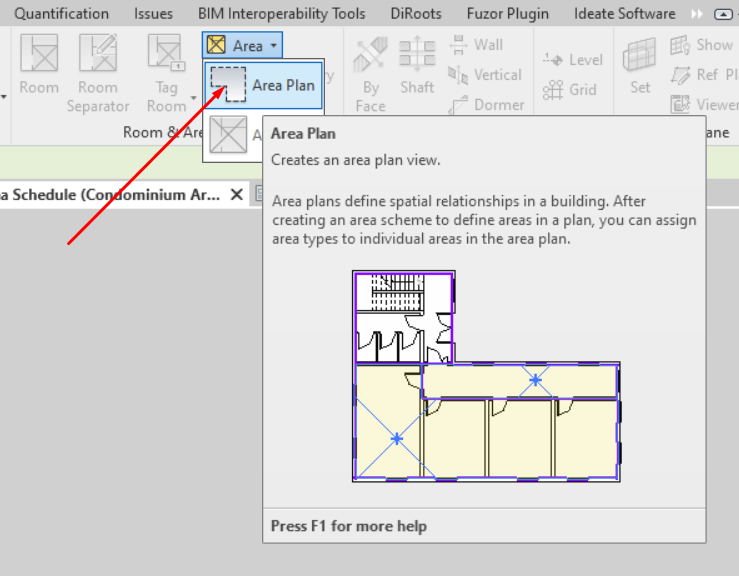 Quantification Issues BIM Interoperability Tools DiRoots Fuzor Plugin Ideate Software
Area
Wall
Show
Level
Area Plan
Room Room Tag By Shaft Vertical Set Ref Pl
Separator Room Face Grid
Dormer Viewer
Room & Are
a Schedule (Condominium Ar...
Area Plan
Creates an area plan view.
Area plans define spatial relationships in a building. After
creating an area scheme to define areas in a plan, you can assign
area types to individual areas in the area plan.
Press F1 for more help